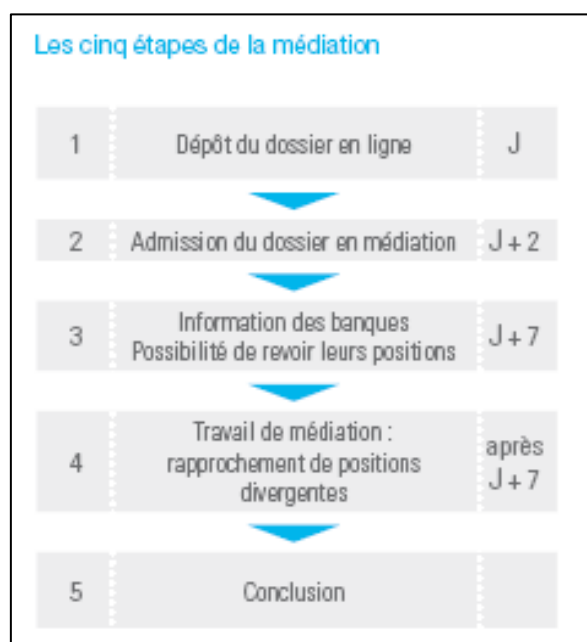 Les cinq étapes de la médiation
1 Dépôt du dossier en ligne J
2 Admission du dossier en médiation J + 2
3 Information des banques
Possibilité de revoir leurs positions J + 7
4 Travail de médiation :
rapprochement de positions
divergentes
après
J + 7
5 Conclusion